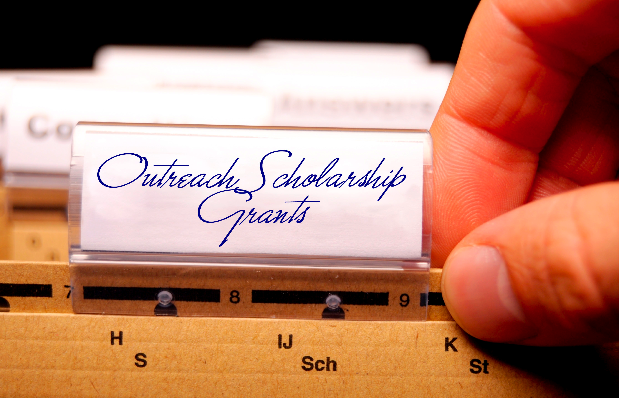 Outreach Scholarship
Grants
7 8 9
H IJ K
S Sch St